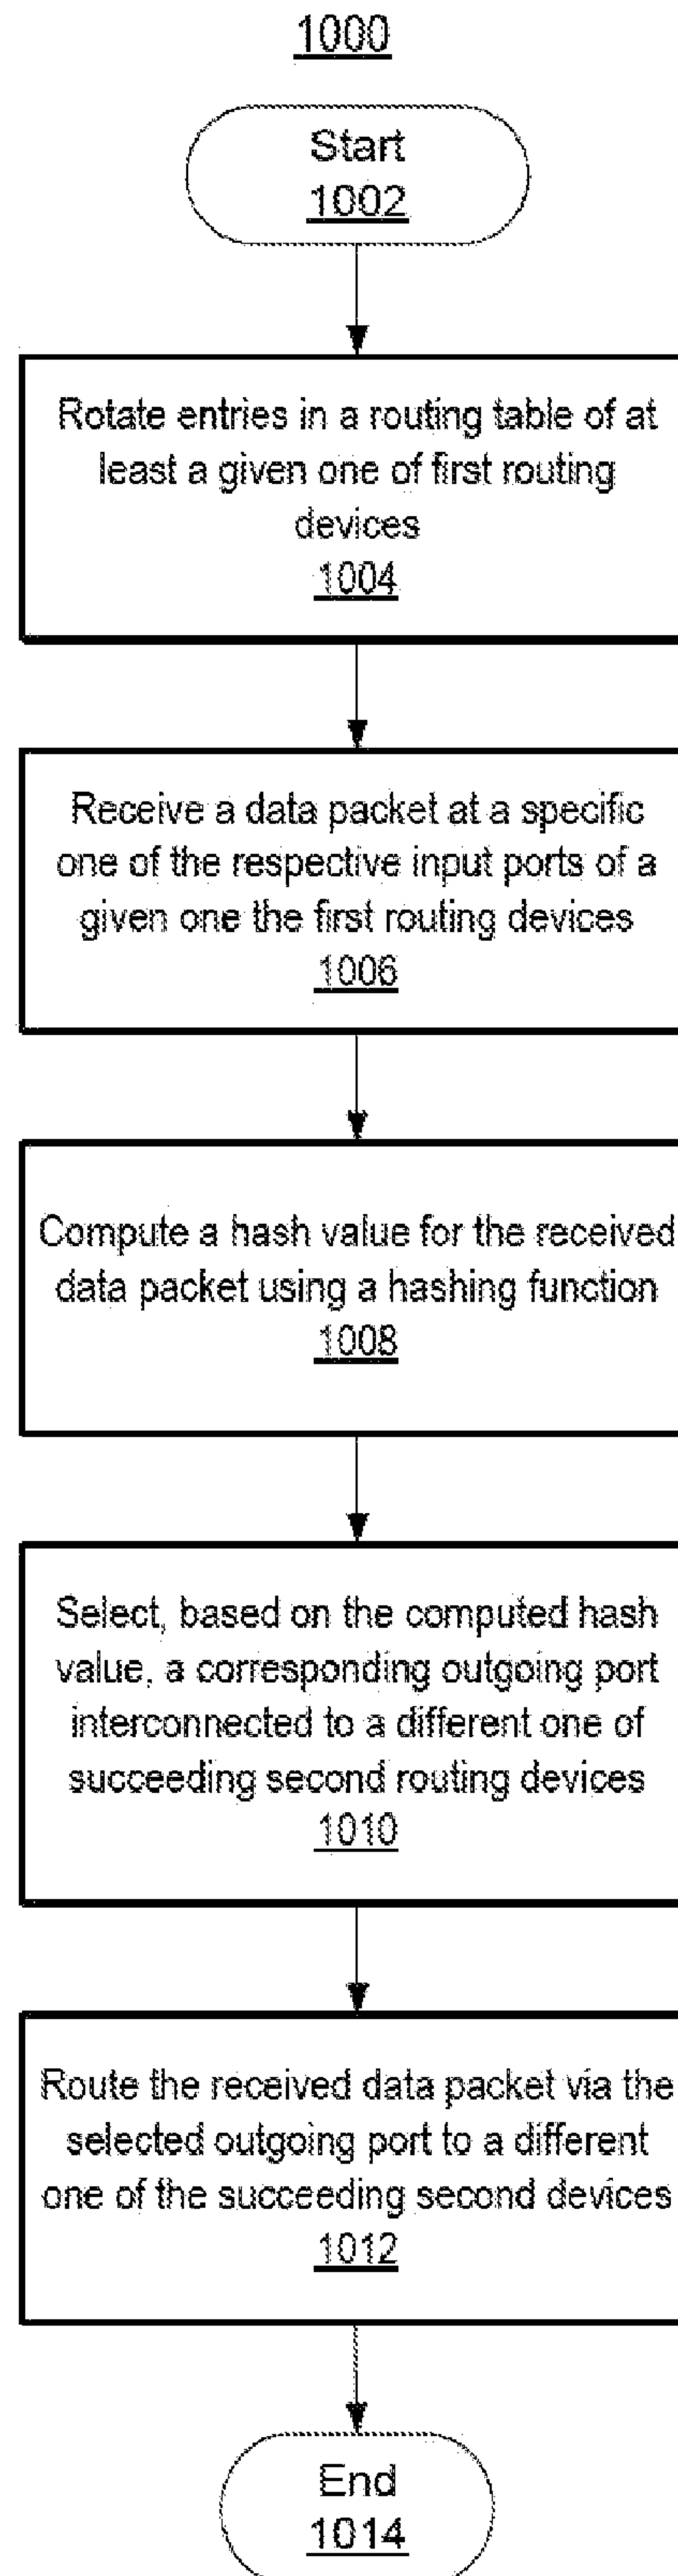 1000
Start
1002
Rotate entries in a routing table of at
least a given one of first routing
devices
1004
Receive a data packet at a specific
one of the respective input ports of a
given one the first routing devices
1006
Compute a hash value for the received
data packet using a hashing function
1008
Select, based on the computed hash
value, a corresponding outgoing port
interconnected to a different one of
succeeding second routing devices
1010
Route the received data packet via the
selected outgoing port to a different
one of the succeeding second devices
1012
End
1014